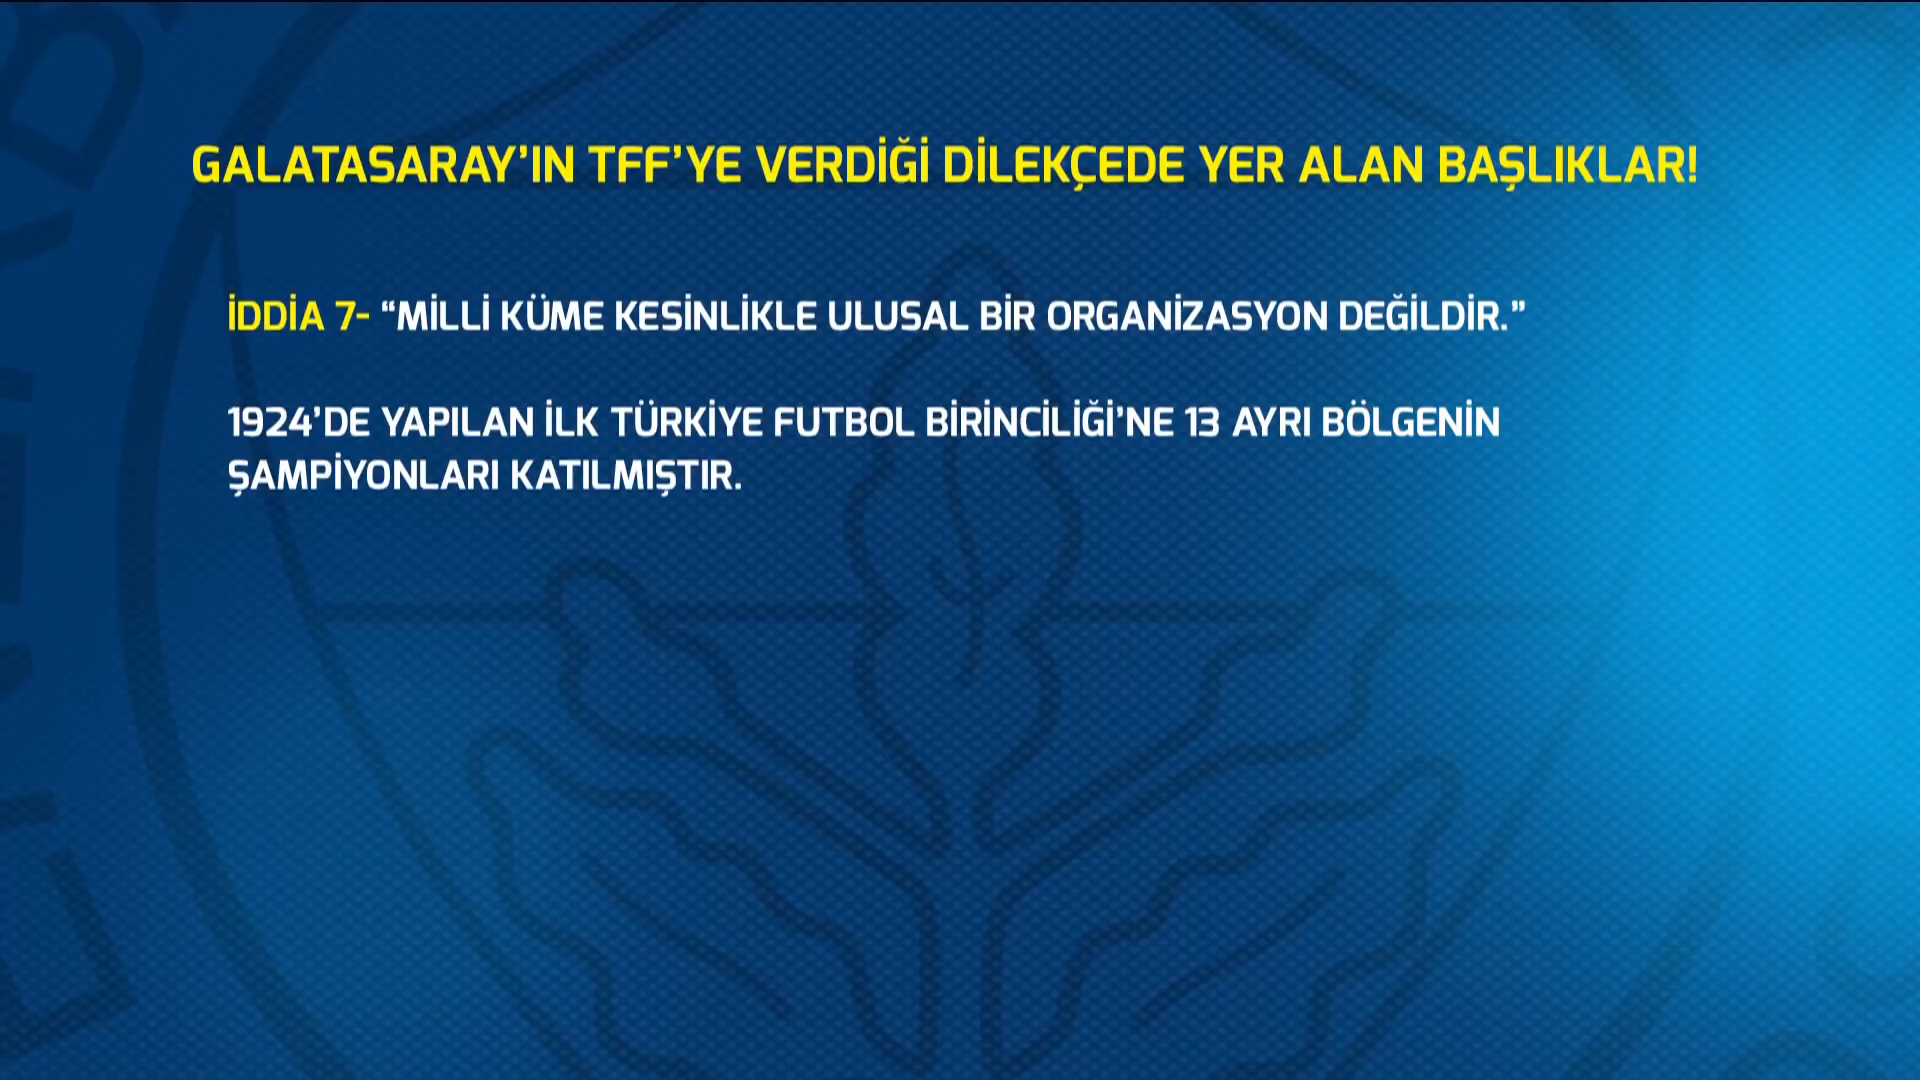 GALATASARAY’IN TFF’YE VERDİĞİ DİLEKÇEDE YER ALAN BAŞLIKLAR!
İDDİA 7- “MİLLİ KÜME KESİNLİKLE ULUSAL BİR ORGANİZASYON DEĞİLDİR.”
1924’DE YAPILAN İLK TÜRKİYE FUTBOL BİRİNCİLİĞİ’NE 13 AYRI BÖLGENİN
ŞAMPİYONLARI KATILMIŞTIR.